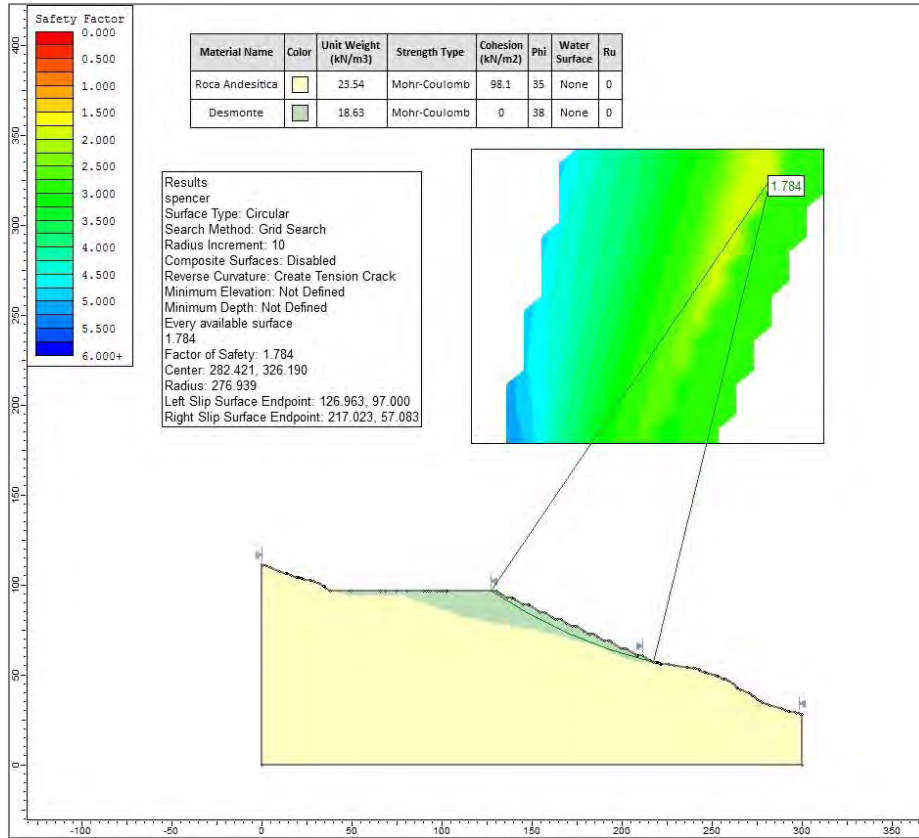 Safety Factor
0.000
0.500
1.000
1.500
2.000
2.500
3.000
3.500
4.000
4.500
5.000
5.500
6.000+
Material Name Color Unit Weight (kN/m3) Strength Type Cohesion (kN/m2) Phi Water Surface Ru
Roca Andesítica 23.54 Mohr-Coulomb 98.1 35 None 0
Desmonte 18.63 Mohr-Coulomb 0 38 None 0
Results
spencer
Surface Type: Circular
Search Method: Grid Search
Radius Increment: 10
Composite Surfaces: Disabled
Reverse Curvature: Create Tension Crack
Minimum Elevation: Not Defined
Minimum Depth: Not Defined
Every available surface
1.784
Factor of Safety: 1.784
Center: 282.421, 326.190
Radius: 276.939
Left Slip Surface Endpoint: 126.963, 97.000
Right Slip Surface Endpoint: 217.023, 57.083
1.784
400
350
300
250
200
150
100
50
0
-100 -50 0 50 100 150 200 250 300 350